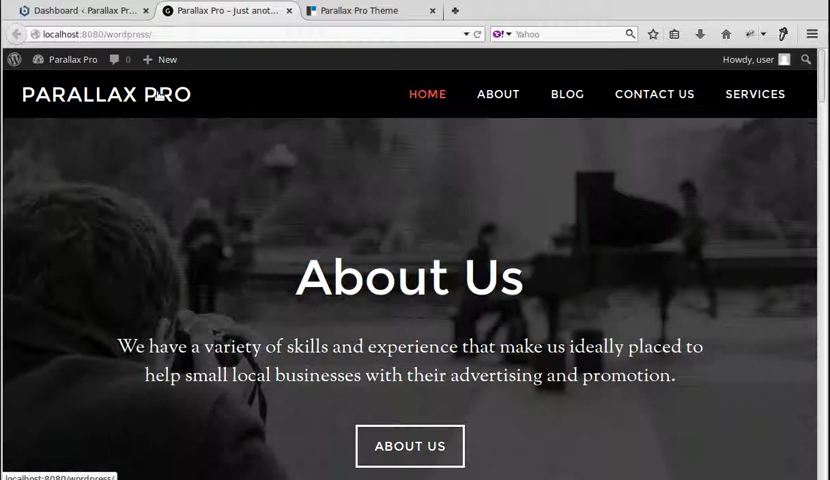 Dashboard ‹ Parallax Pr...
Parallax Pro – Just anot...
Parallax Pro Theme
localhost:8080/wordpress/
Yahoo
Parallax Pro
0
New
Howdy, user
PARALLAX PRO
HOME
ABOUT
BLOG
CONTACT US
SERVICES
About Us
We have a variety of skills and experience that make us ideally placed to
help small local businesses with their advertising and promotion.
ABOUT US
localhost:8080/wordpress/